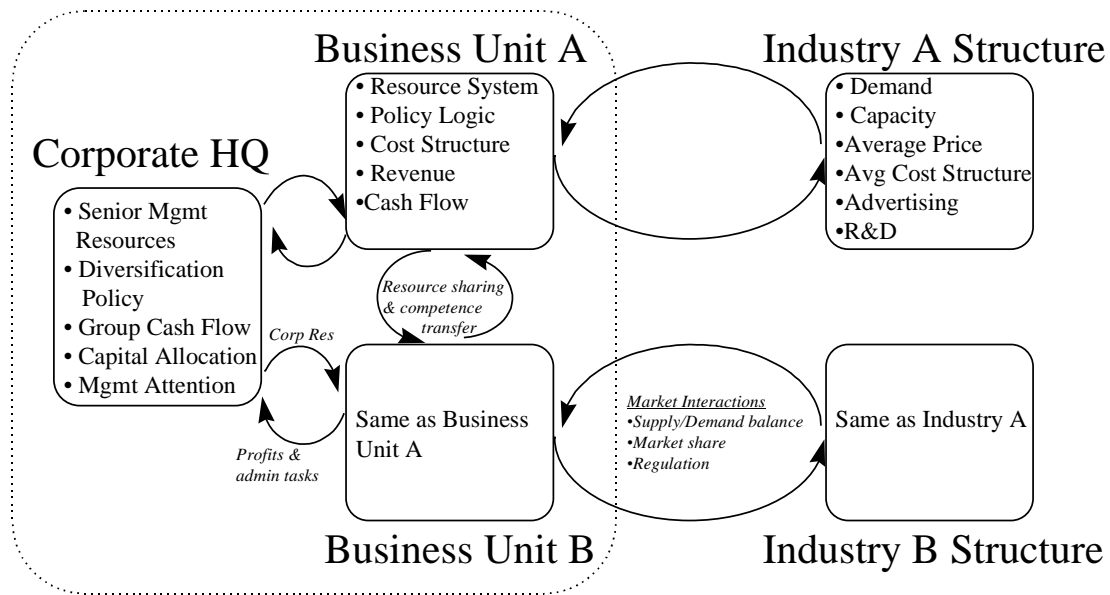 Business Unit A
• Resource System
• Policy Logic
• Cost Structure
• Revenue
•Cash Flow
Industry A Structure
• Demand
• Capacity
•Average Price
•Avg Cost Structure
•Advertising
•R&D
Corporate HQ
• Senior Mgmt
Resources
• Diversification
Policy
• Group Cash Flow
• Capital Allocation
• Mgmt Attention
Resource sharing
& competence
transfer
Corp Res
Profits &
admin tasks
Same as Business
Unit A
Business Unit B
Market Interactions
•Supply/Demand balance
•Market share
•Regulation
Same as Industry A
Industry B Structure